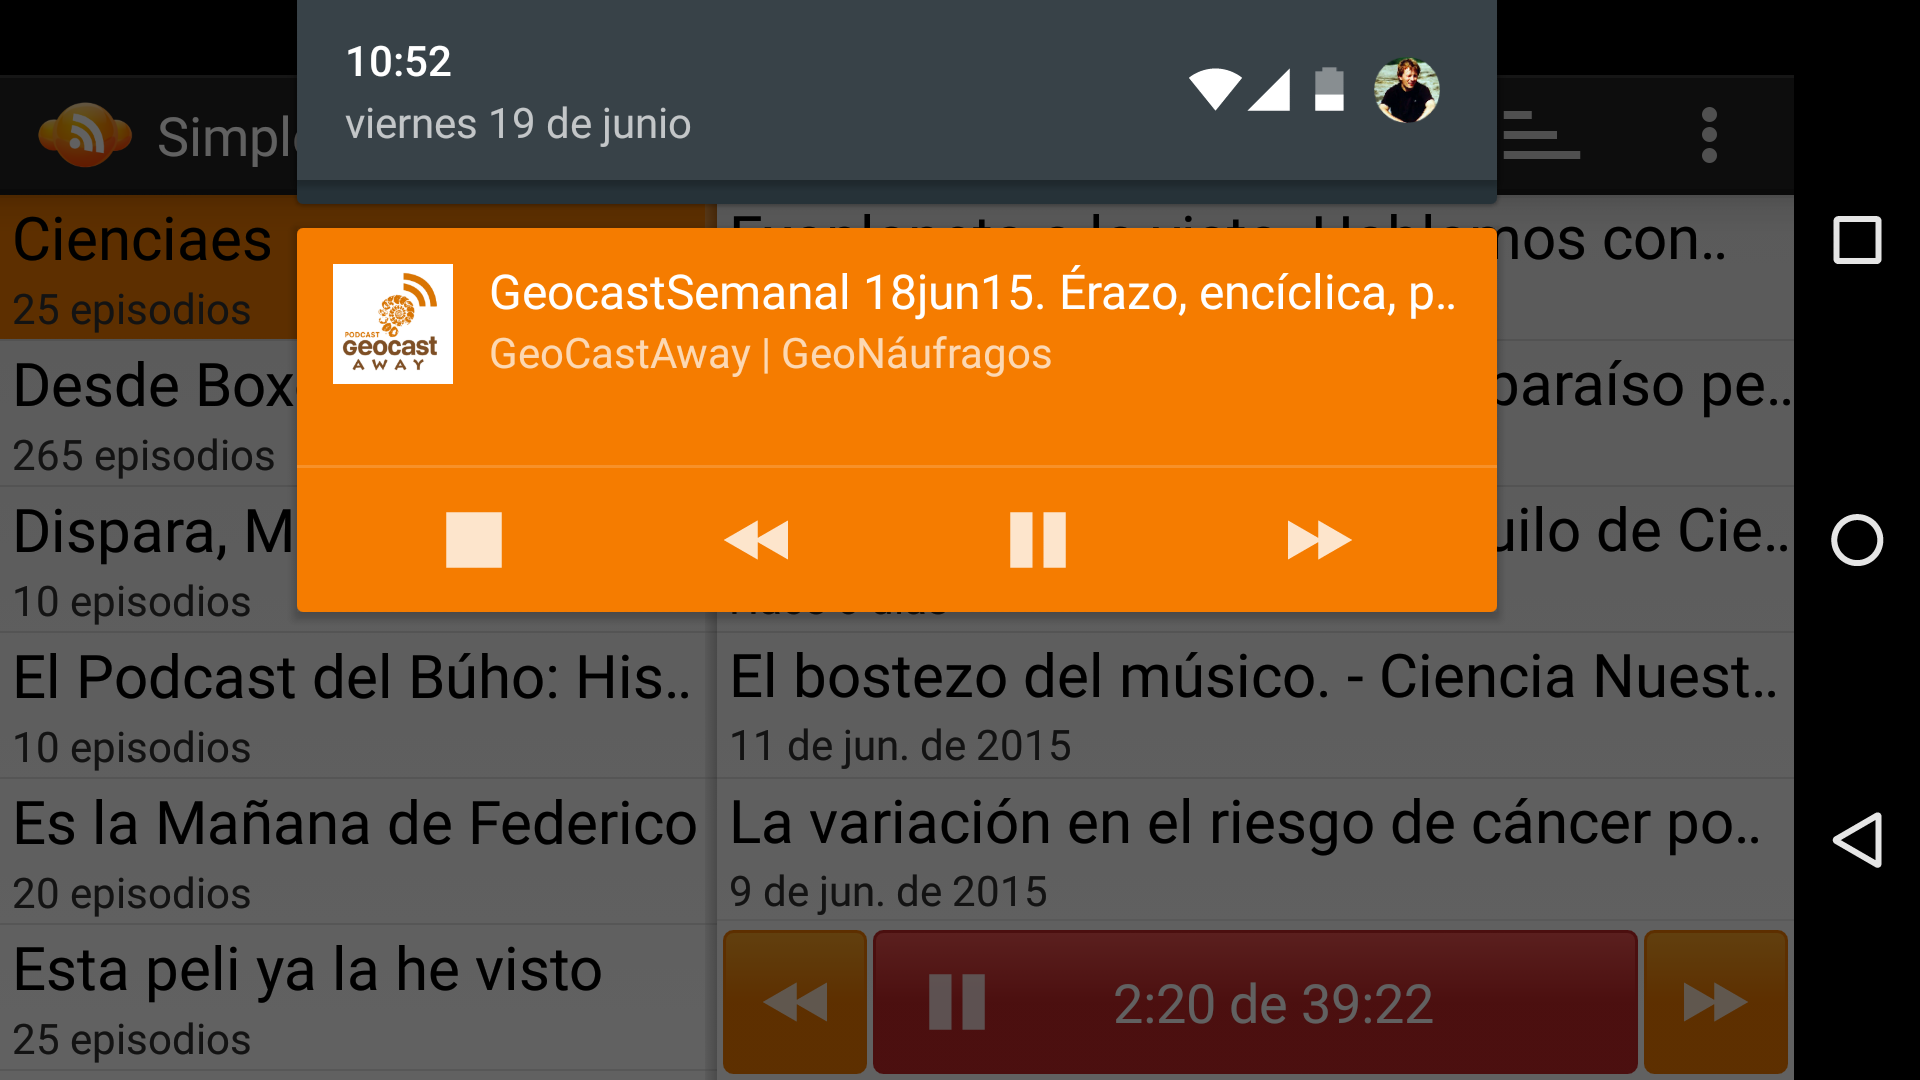 10:52
viernes 19 de junio
Simple
GeocastSemanal 18jun15. Érazo, encíclica, p..
GeoCastAway | GeoNáufragos
PODCAST
Geocast
AWAY
Cienciaes
25 episodios
Desde Box
265 episodios
Dispara, M
10 episodios
El Podcast del Búho: His..
10 episodios
Es la Mañana de Federico
20 episodios
Esta peli ya la he visto
25 episodios
con..
paraíso pe..
de Cie..
El bostezo del músico. - Ciencia Nuest..
11 de jun. de 2015
La variación en el riesgo de cáncer po..
9 de jun. de 2015
2:20 de 39:22